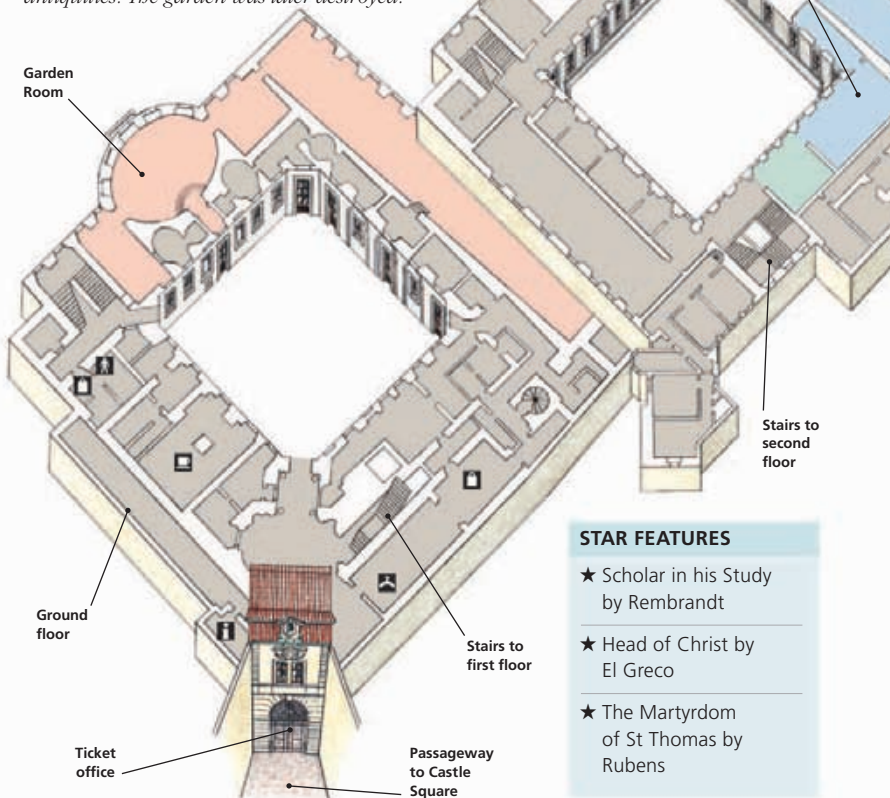 antiquities. The garden was later destroyed.
Garden
Room
Stairs to
second
floor
Ground
floor
Stairs to
first floor
Ticket
office
Passageway
to Castle
Square
STAR FEATURES
★ Scholar in his Study
by Rembrandt
★ Head of Christ by
El Greco
★ The Martyrdom
of St Thomas by
Rubens